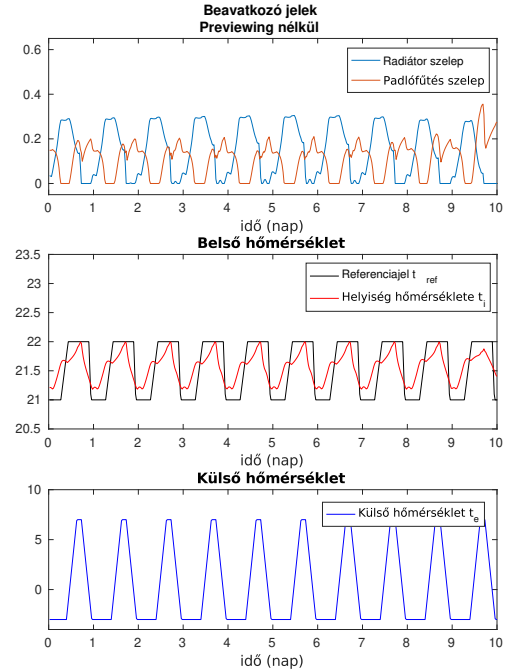 Beavatkozó jelek
Previewing nélkül
0.6
0.4
0.2
0
Radiátor szelep
Padlófűtés szelep
0 1 2 3 4 5 6 7 8 9 10
idő (nap)
Belső hőmérséklet
23.5
23
22.5
22
21.5
21
20.5
Referenciajel t ref
Helyiség hőmérséklete ti
0 1 2 3 4 5 6 7 8 9 10
idő (nap)
Külső hőmérséklet
10
5
0
Külső hőmérséklet te
0 1 2 3 4 5 6 7 8 9 10
idő (nap)